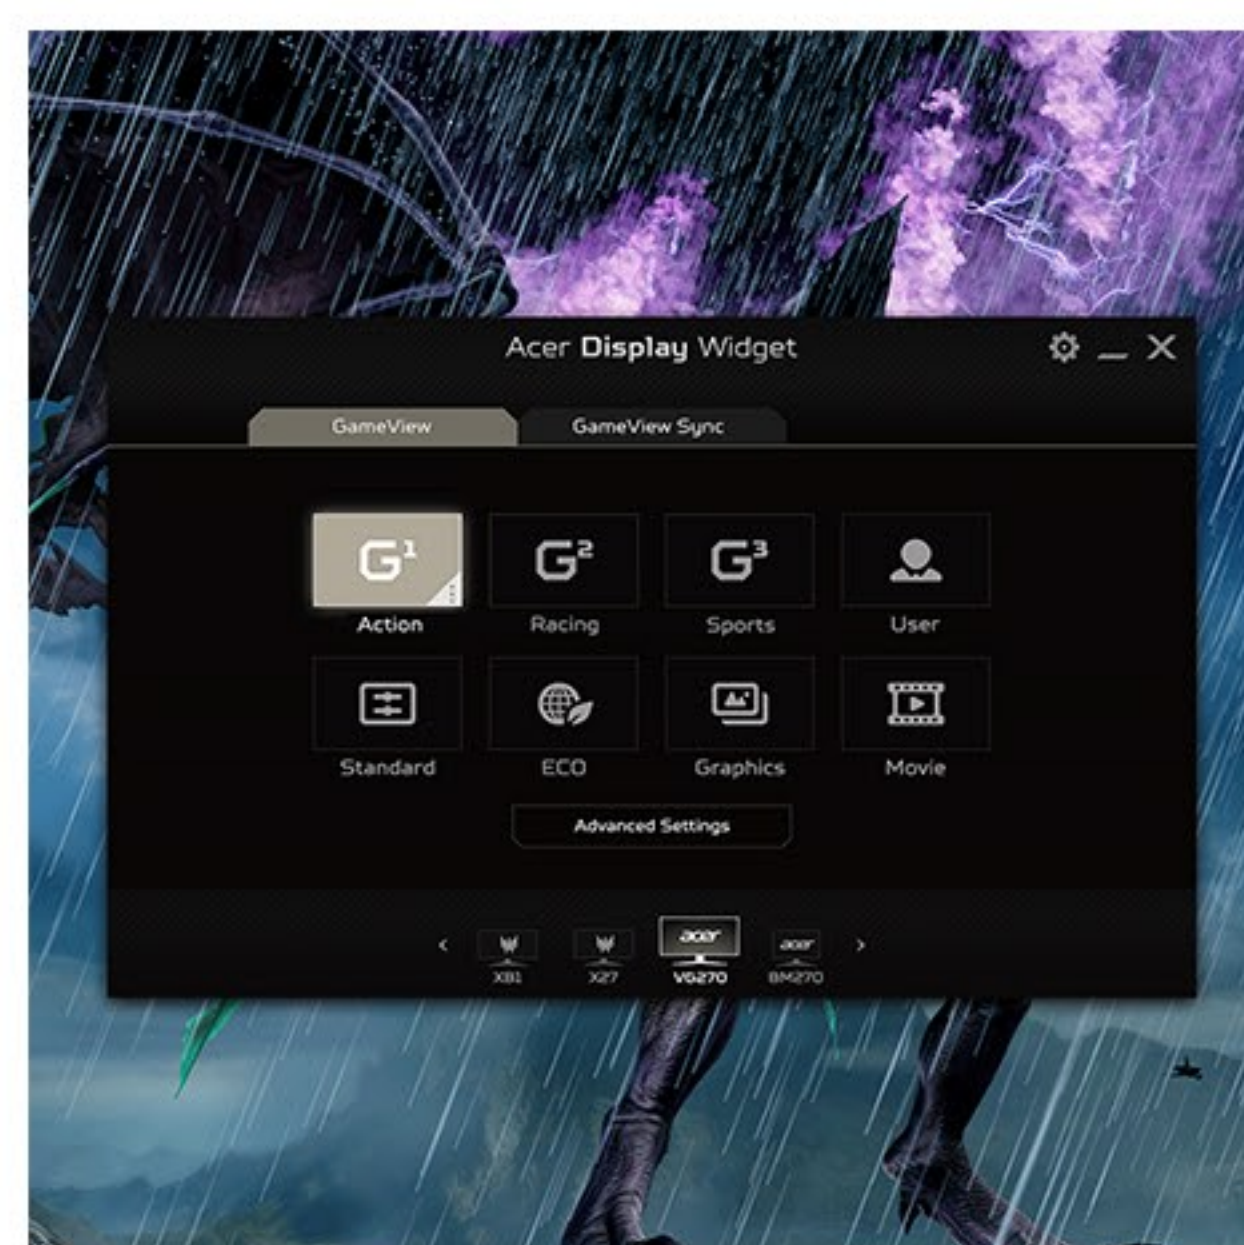 Acer Display Widget
GameView GameView Sync
G¹ G² G³
Action Racing Sports User
Standard ECO Graphics Movie
Advanced Settings
acer acer
XB1 X27 VG270 BM270